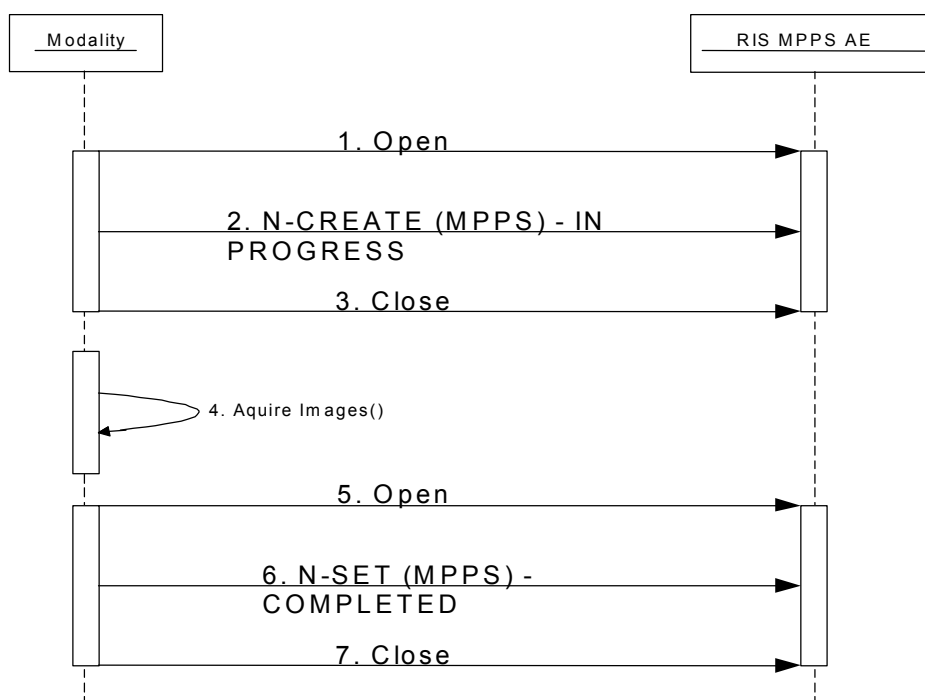 Modality
RIS MPPS AE
1. Open
2. N-CREATE (MPPS) - IN
PROGRESS
3. Close
4. Aquire Images()
5. Open
6. N-SET (MPPS) -
COMPLETED
7. Close